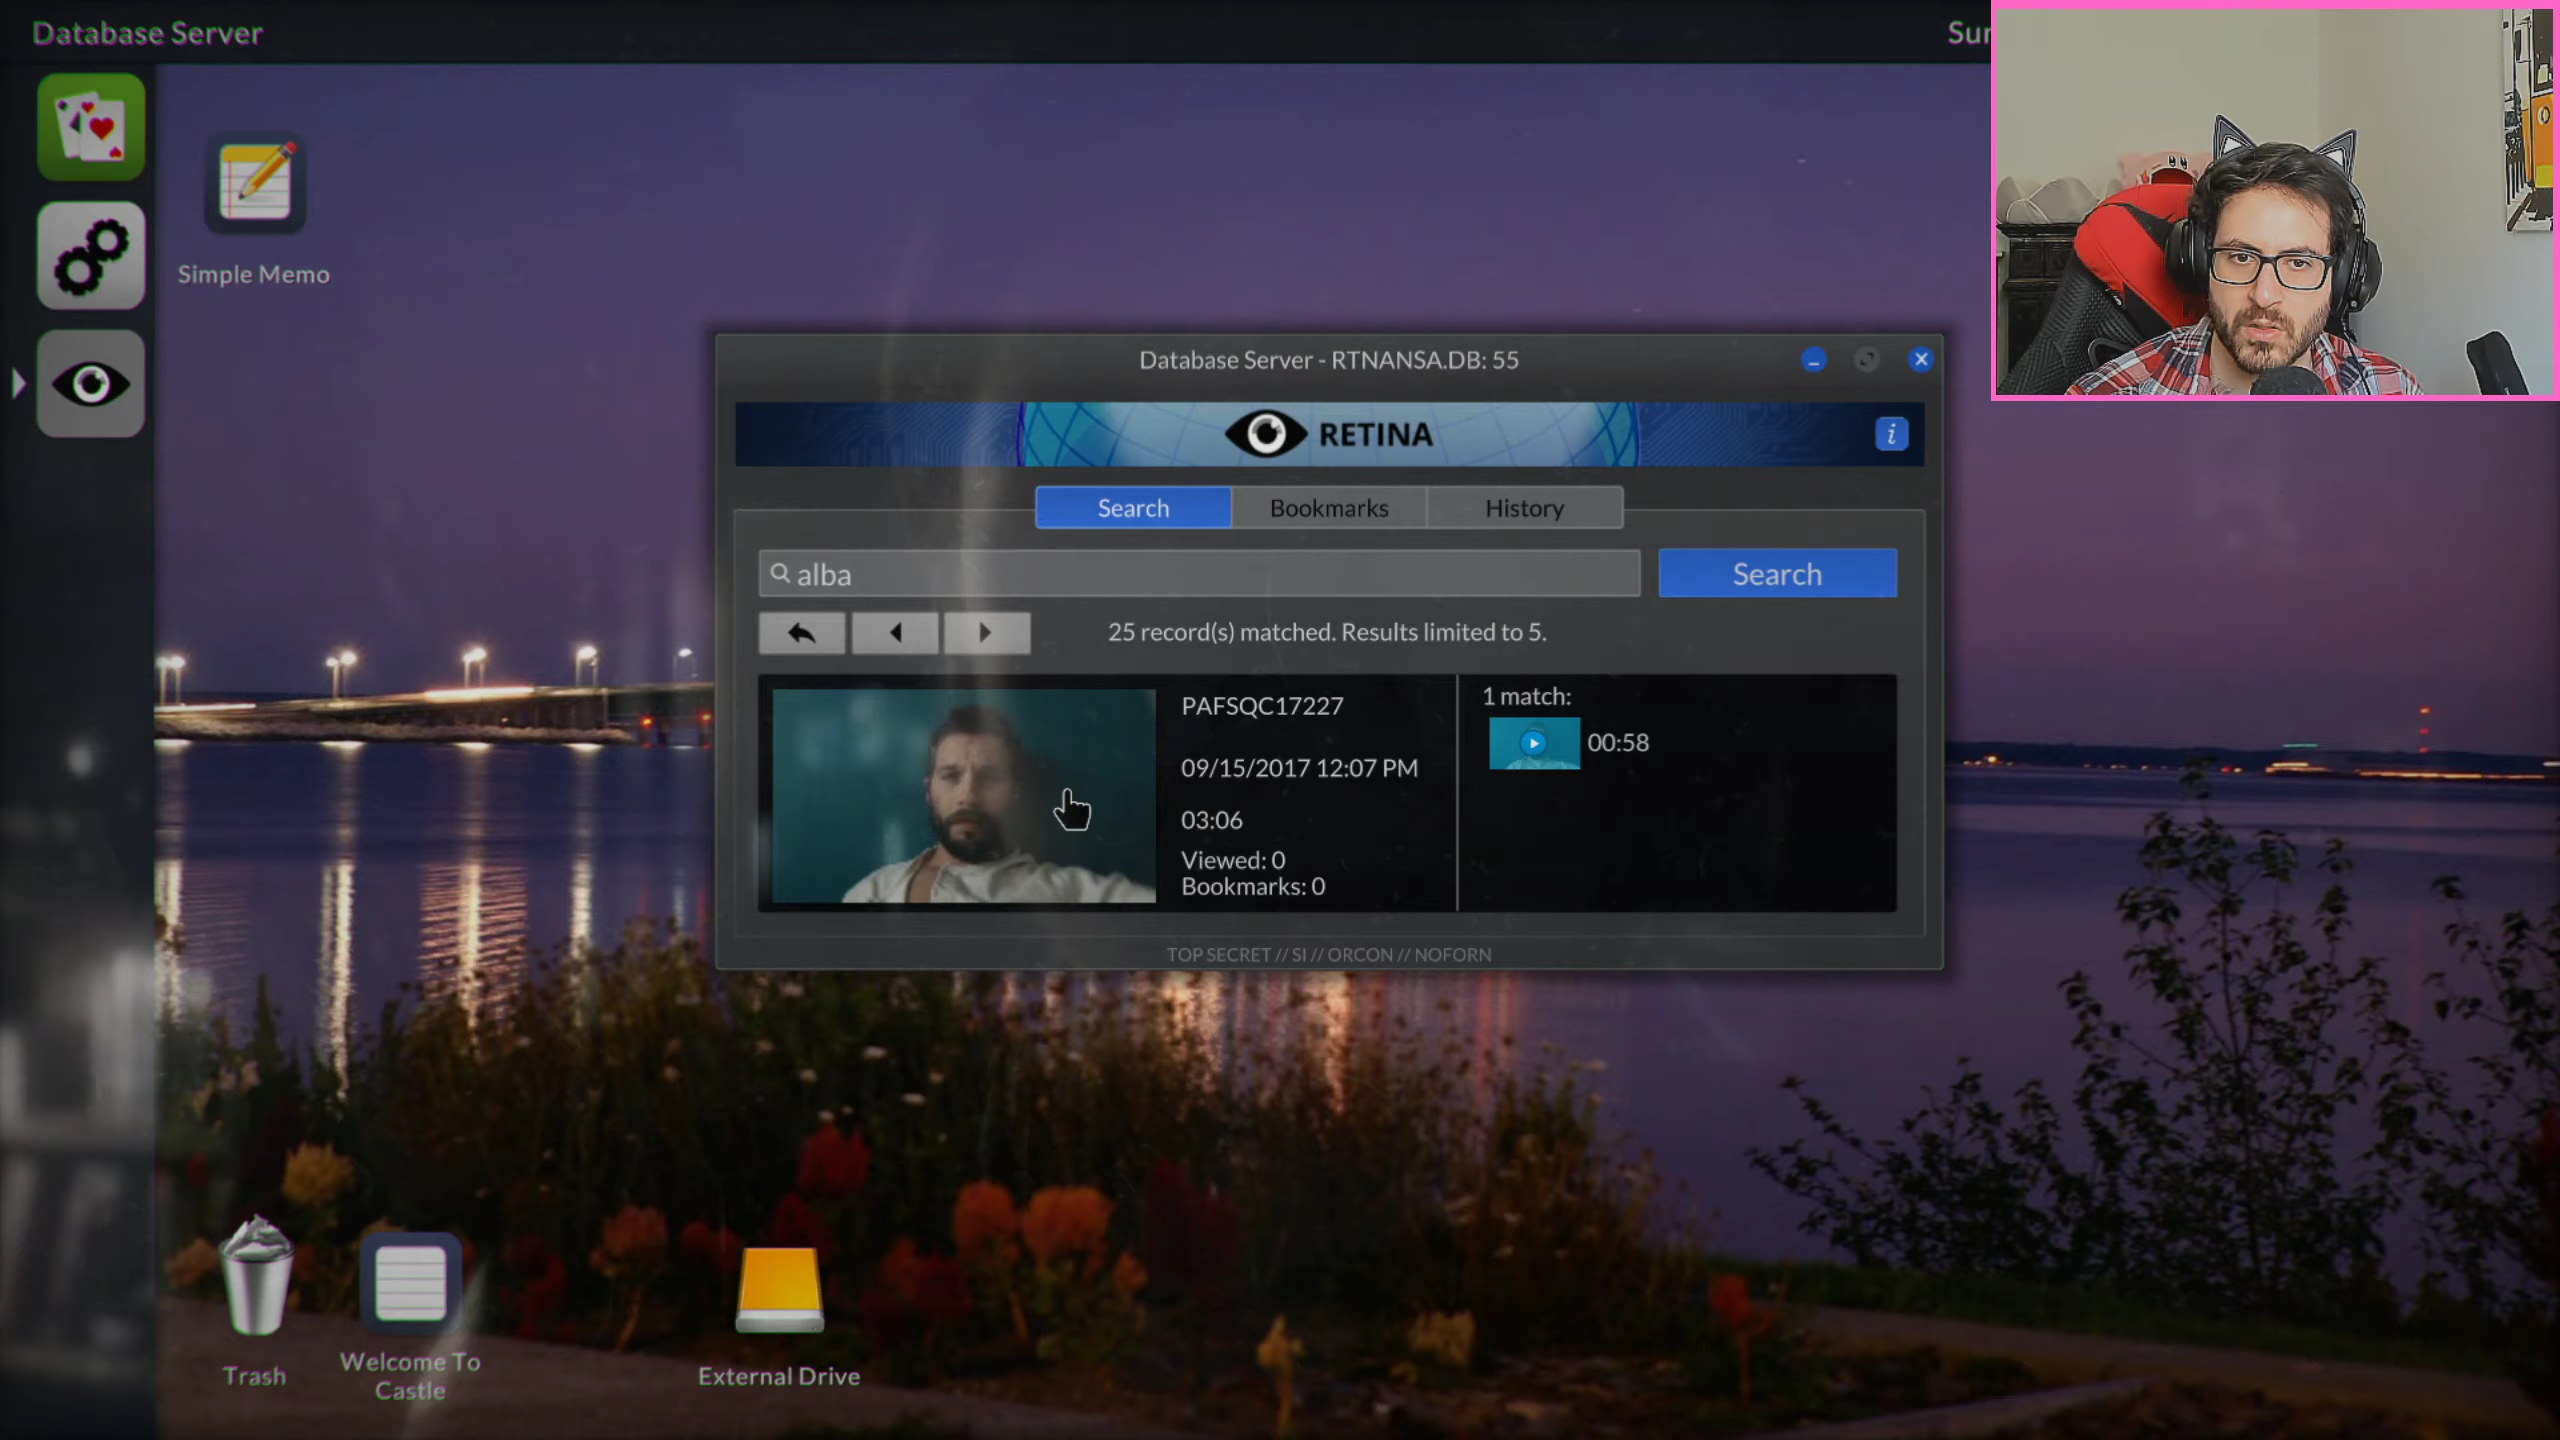 Database Server
Sun
Simple Memo
Database Server - RTNANSA.DB: 55
RETINA
i
Search
Bookmarks
History
alba
Search
25 record(s) matched. Results limited to 5.
PAFSQC17227
09/15/2017 12:07 PM
03:06
Viewed: 0
Bookmarks: 0
1 match:
00:58
TOP SECRET // SI // ORCON // NOFORN
Trash
Welcome To
Castle
External Drive